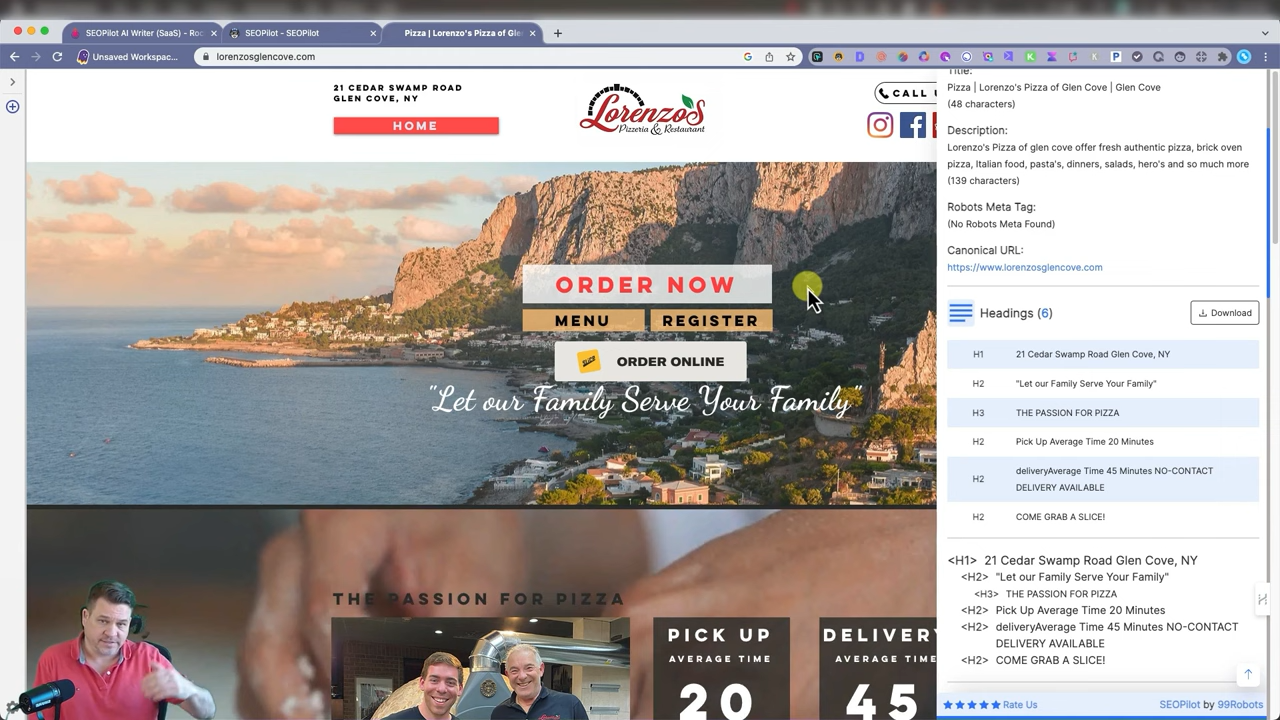 SEOPilot AI Writer (SaaS) - Roc
SEOPilot - SEOPilot
Pizza | Lorenzo's Pizza of Gle
Unsaved Workspac...
lorenzosglencove.com
21 CEDAR SWAMP ROAD
GLEN COVE, NY
HOME
Lorenzo's
Pizzeria & Restaurant
CALL U
ORDER NOW
MENU
REGISTER
SLICE
ORDER ONLINE
"Let our Family Serve Your Family"
THE PASSION FOR PIZZA
PICK UP
AVERAGE TIME
20
DELIVERY
AVERAGE TIME
45
Title:
Pizza | Lorenzo's Pizza of Glen Cove | Glen Cove
(48 characters)
Description:
Lorenzo's Pizza of glen cove offer fresh authentic pizza, brick oven
pizza, Italian food, pasta's, dinners, salads, hero's and so much more
(139 characters)
Robots Meta Tag:
(No Robots Meta Found)
Canonical URL:
https://www.lorenzosglencove.com
Headings (6)
Download
H1 21 Cedar Swamp Road Glen Cove, NY
H2 "Let our Family Serve Your Family"
H3 THE PASSION FOR PIZZA
H2 Pick Up Average Time 20 Minutes
H2 deliveryAverage Time 45 Minutes NO-CONTACT
DELIVERY AVAILABLE
H2 COME GRAB A SLICE!
<H1> 21 Cedar Swamp Road Glen Cove, NY
<H2> "Let our Family Serve Your Family"
<H3> THE PASSION FOR PIZZA
<H2> Pick Up Average Time 20 Minutes
<H2> deliveryAverage Time 45 Minutes NO-CONTACT
DELIVERY AVAILABLE
<H2> COME GRAB A SLICE!
Rate Us
SEOPilot by 99Robots